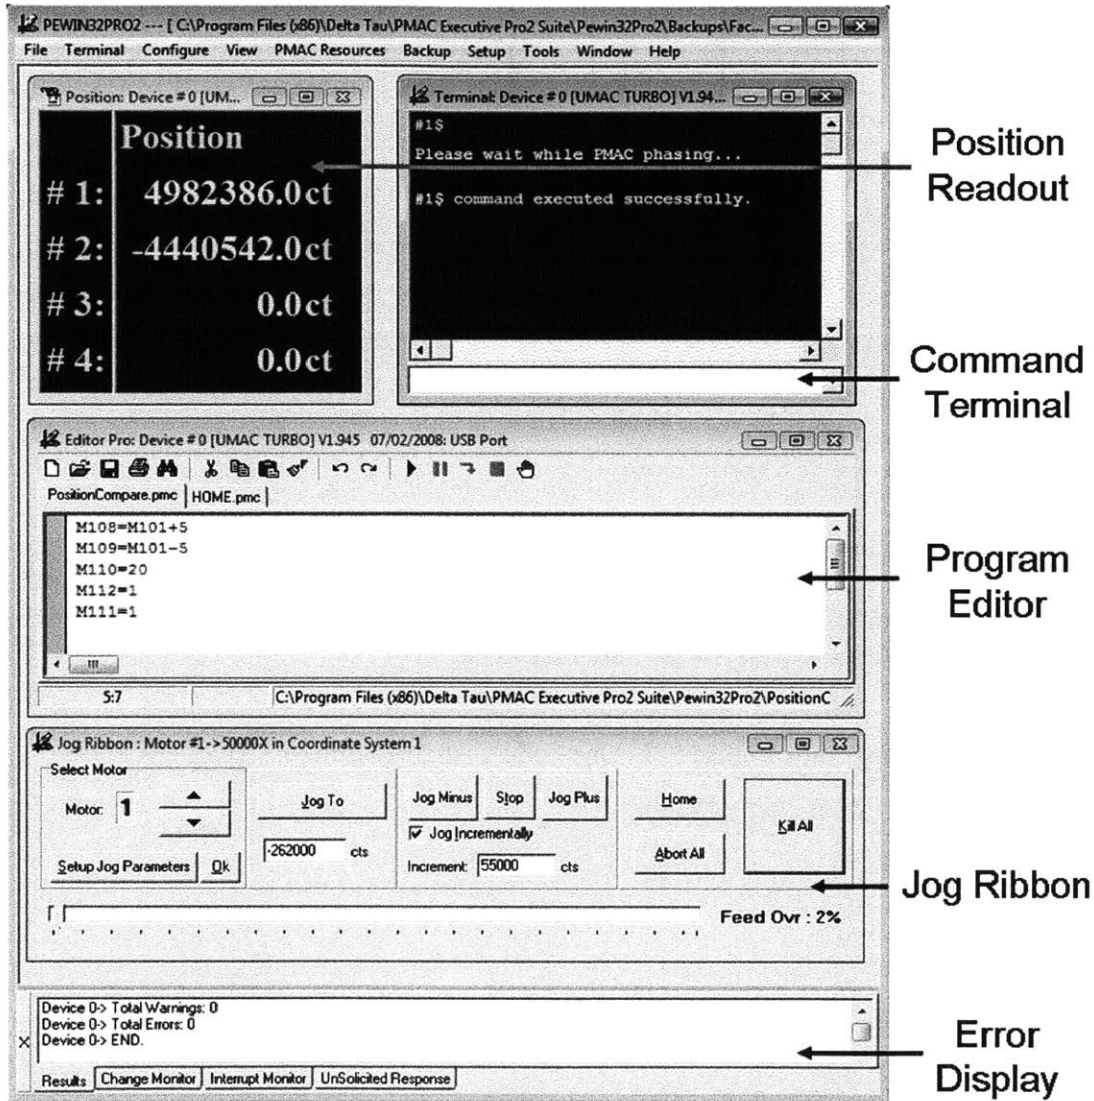 PEWIN32PRO2 --- [ C:\Program Files (x86)\Delta Tau\PMAC Executive Pro2 Suite\Pewin32Pro2\Backups\Fac...
File Terminal Configure View PMAC Resources Backup Setup Tools Window Help
Position: Device # 0 [UM...
Position
# 1: 4982386.0ct
# 2: -4440542.0ct
# 3: 0.0ct
# 4: 0.0ct
Terminal: Device # 0 [UMAC TURBO] V1.94...
#1$
Please wait while PMAC phasing...
#1$ command executed successfully.
Position
Readout
Command
Terminal
Editor Pro: Device # 0 [UMAC TURBO] V1.945 07/02/2008: USB Port
PositionCompare.pmc HOME.pmc
M108=M101+5
M109=M101-5
M110=20
M112=1
M111=1
5:7 C:\Program Files (x86)\Delta Tau\PMAC Executive Pro2 Suite\Pewin32Pro2\PositionC
Program
Editor
Jog Ribbon : Motor #1->50000X in Coordinate System 1
Select Motor
Motor: 1
Setup Jog Parameters Ok
Jog To
-262000 cts
Jog Minus Stop Jog Plus
Jog Incrementally
Increment: 55000 cts
Home
Abort All
Kill All
Feed Ovr : 2%
Jog Ribbon
Device 0-> Total Warnings: 0
Device 0-> Total Errors: 0
Device 0-> END.
Results Change Monitor Interrupt Monitor UnSolicited Response
Error
Display